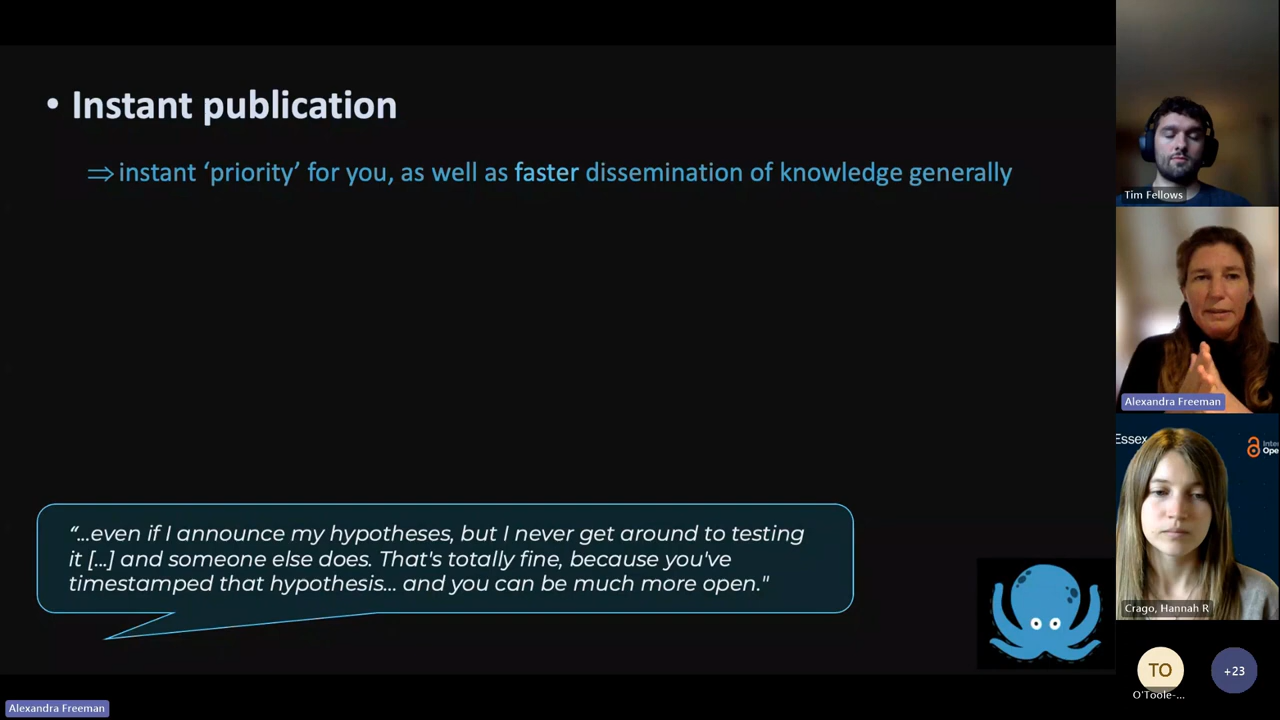 • Instant publication
⇒ instant ‘priority’ for you, as well as faster dissemination of knowledge generally
“...even if I announce my hypotheses, but I never get around to testing
it [...] and someone else does. That's totally fine, because you've
timestamped that hypothesis... and you can be much more open."
Alexandra Freeman
Tim Fellows
Alexandra Freeman
Essex
Ope
Crago, Hannah R
TO
O'Toole-...
+23